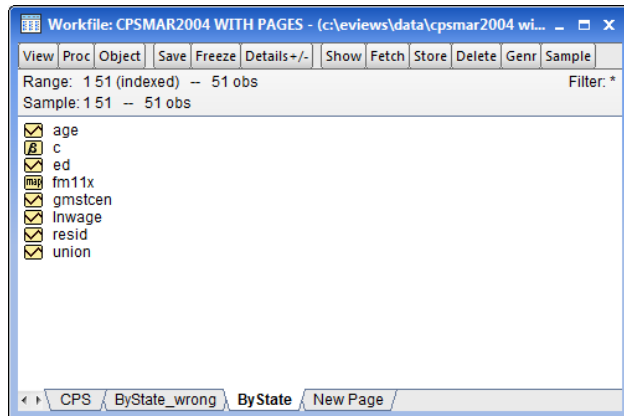 Workfile: CPSMAR2004 WITH PAGES - (c:\eviews\data\cpsmar2004 wi...
View Proc Object Save Freeze Details+/- Show Fetch Store Delete Genr Sample
Range: 1 51 (indexed) -- 51 obs Filter: *
Sample: 1 51 -- 51 obs
age
β c
ed
map fm11x
gmstcen
lnwage
resid
union
CPS ByState_wrong ByState New Page